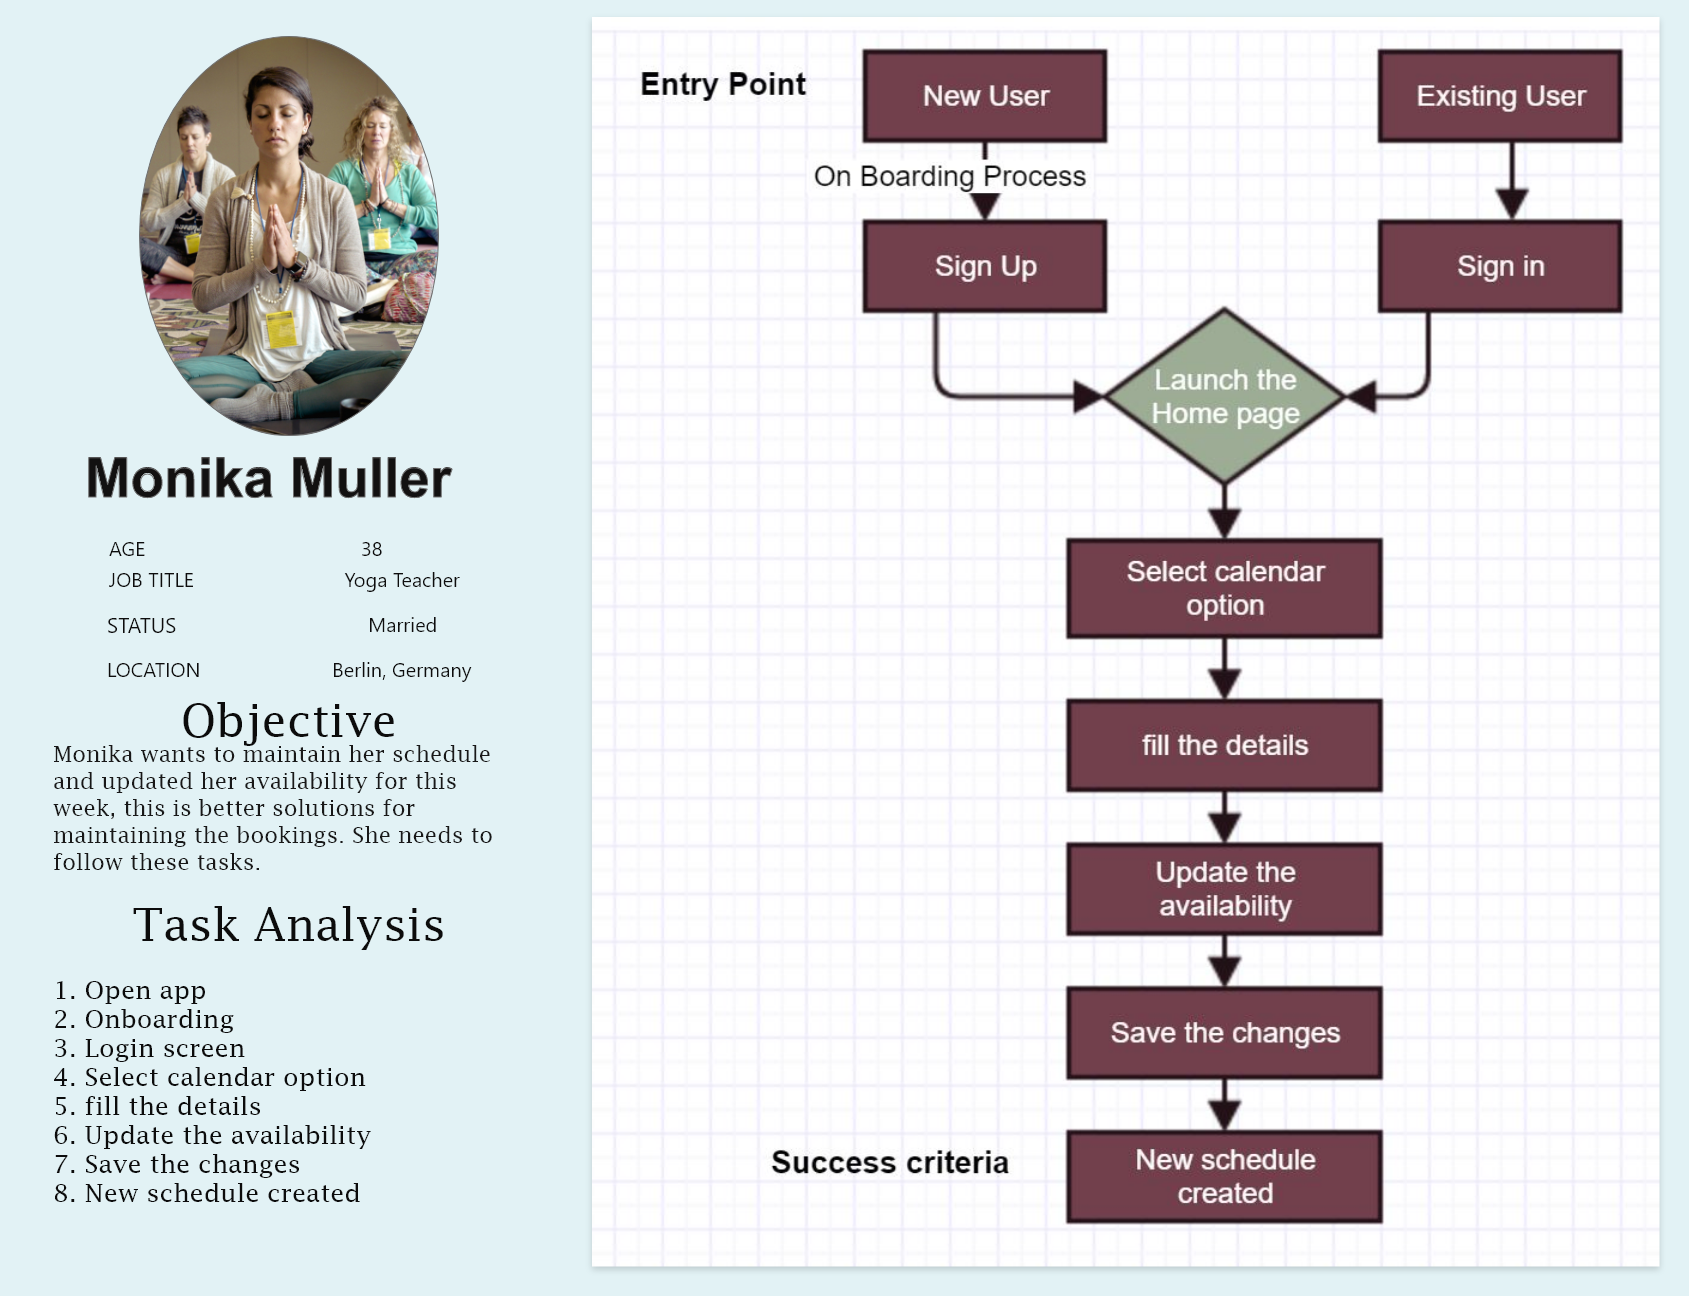 Monika Muller
AGE 38
JOB TITLE Yoga Teacher
STATUS Married
LOCATION Berlin, Germany
Objective
Monika wants to maintain her schedule
and updated her availability for this
week, this is better solutions for
maintaining the bookings. She needs to
follow these tasks.
Task Analysis
1. Open app
2. Onboarding
3. Login screen
4. Select calendar option
5. fill the details
6. Update the availability
7. Save the changes
8. New schedule created
Entry Point
New User
Existing User
On Boarding Process
Sign Up
Sign in
Launch the
Home page
Select calendar
option
fill the details
Update the
availability
Save the changes
Success criteria
New schedule
created